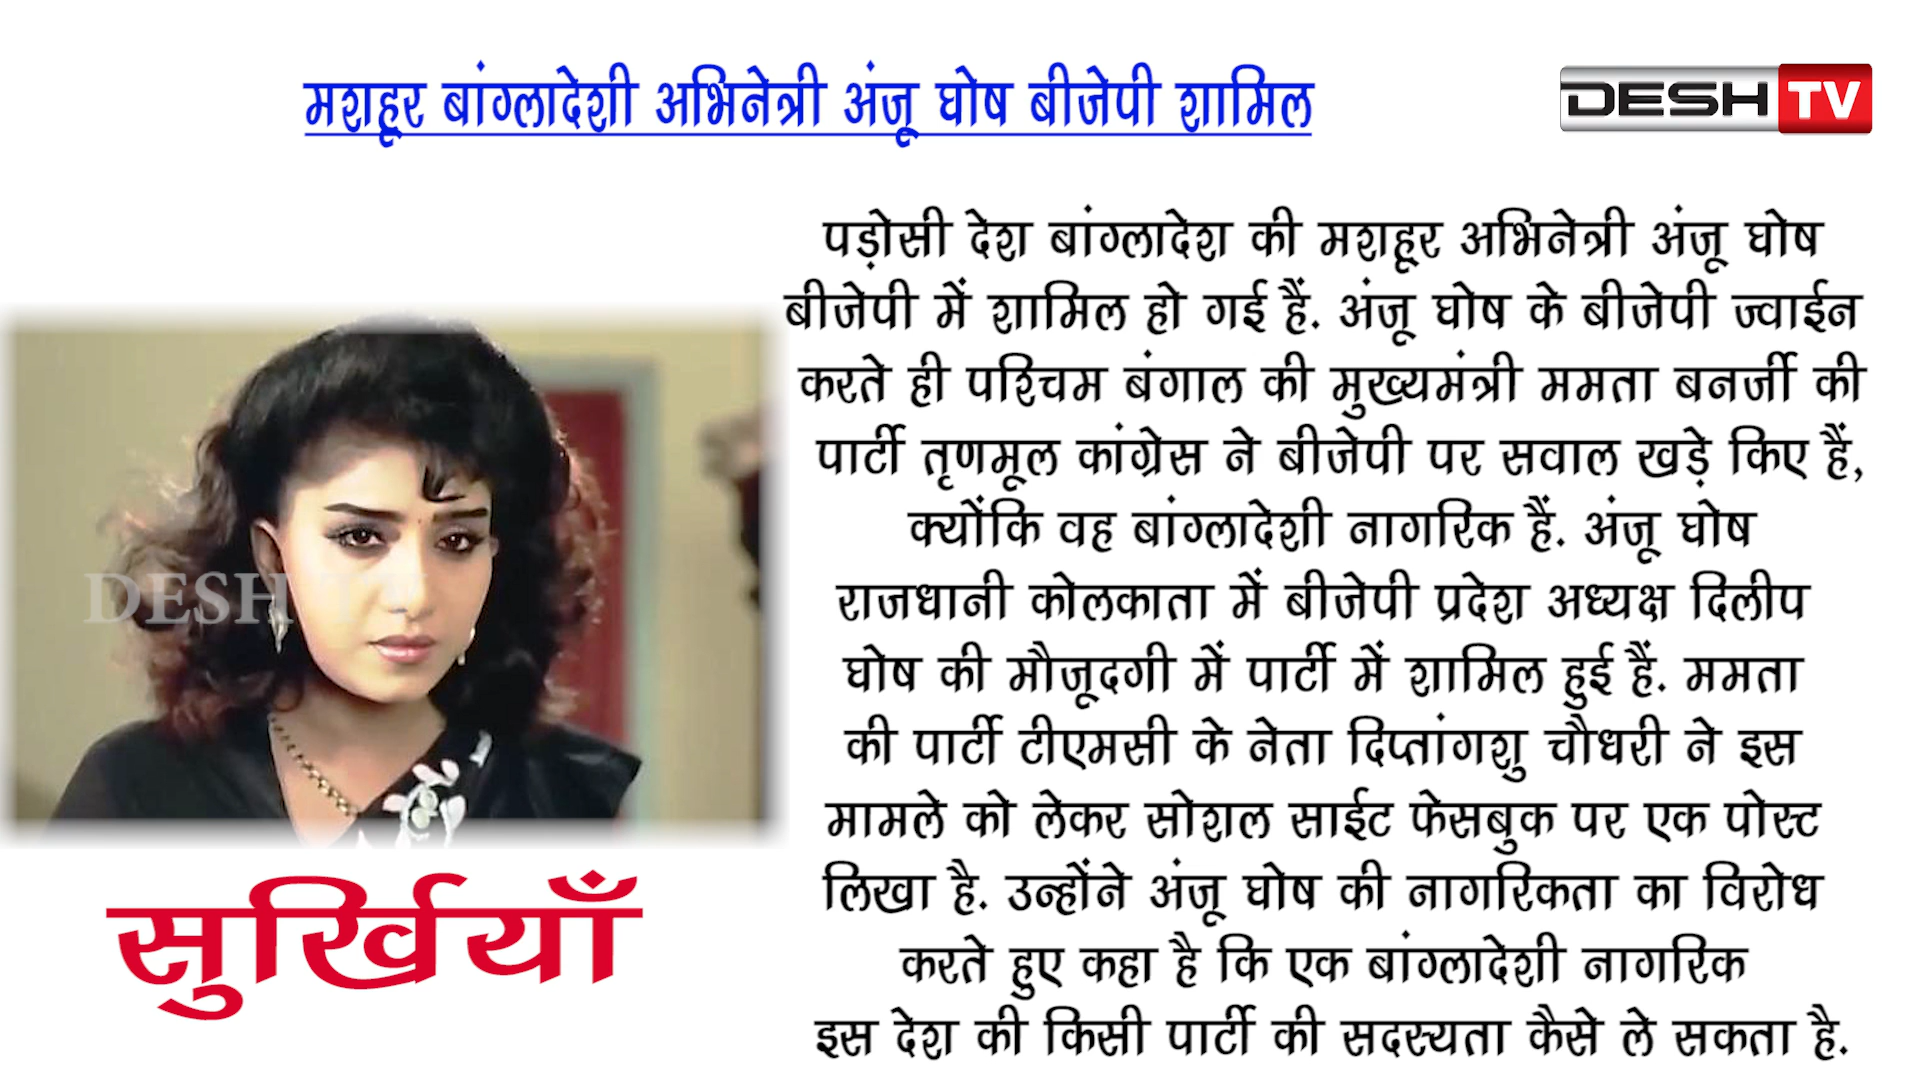 मशहूर बांग्लादेशी अभिनेत्री अंजू घोष बीजेपी शामिल
DESH TV
पड़ोसी देश बांग्लादेश की मशहूर अभिनेत्री अंजू घोष
बीजेपी में शामिल हो गई हैं. अंजू घोष के बीजेपी ज्वाईन
करते ही पश्चिम बंगाल की मुख्यमंत्री ममता बनर्जी की
पार्टी तृणमूल कांग्रेस ने बीजेपी पर सवाल खड़े किए हैं,
क्योंकि वह बांग्लादेशी नागरिक हैं. अंजू घोष
राजधानी कोलकाता में बीजेपी प्रदेश अध्यक्ष दिलीप
घोष की मौजूदगी में पार्टी में शामिल हुई हैं. ममता
की पार्टी टीएमसी के नेता दिप्तांगशु चौधरी ने इस
मामले को लेकर सोशल साईट फेसबुक पर एक पोस्ट
लिखा है. उन्होंने अंजू घोष की नागरिकता का विरोध
करते हुए कहा है कि एक बांग्लादेशी नागरिक
इस देश की किसी पार्टी की सदस्यता कैसे ले सकता है.
DESH TV
सुर्खियाँ